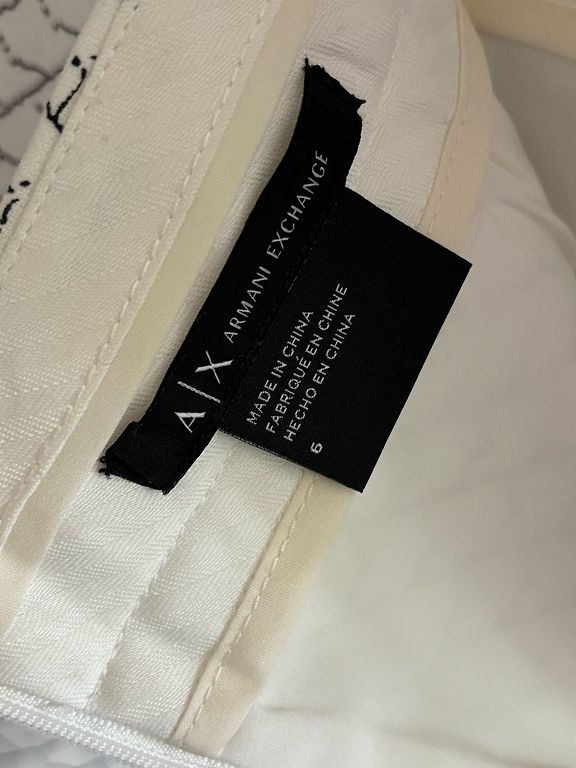 A|X ARMANI EXCHANGE
MADE IN CHINA
FABRIQUÉ EN CHINE
HECHO EN CHINA
6